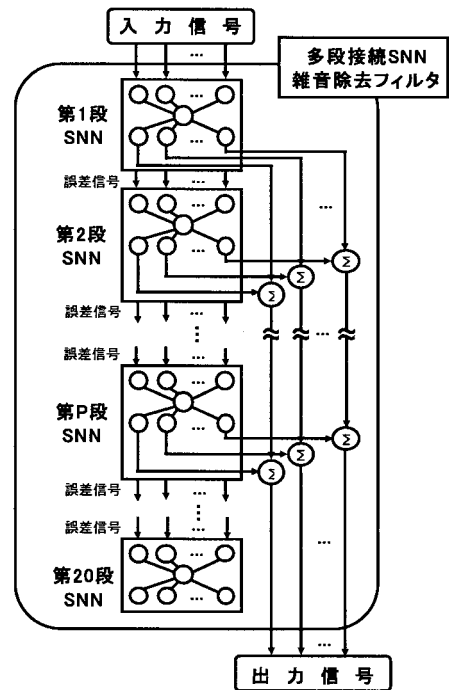 入力信号
...
多段接続SNN
雑音除去フィルタ
第1段
SNN
...
...
誤差信号
...
...
第2段
SNN
...
...
Σ
Σ
Σ
誤差信号
...
...
誤差信号
...
第P段
SNN
...
...
Σ
Σ
Σ
誤差信号
...
誤差信号
...
...
第20段
SNN
...
...
...
出力信号